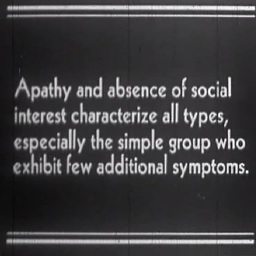 Apathy and absence of social
interest characterize all types,
especially the simple group who
exhibit few additional symptoms.